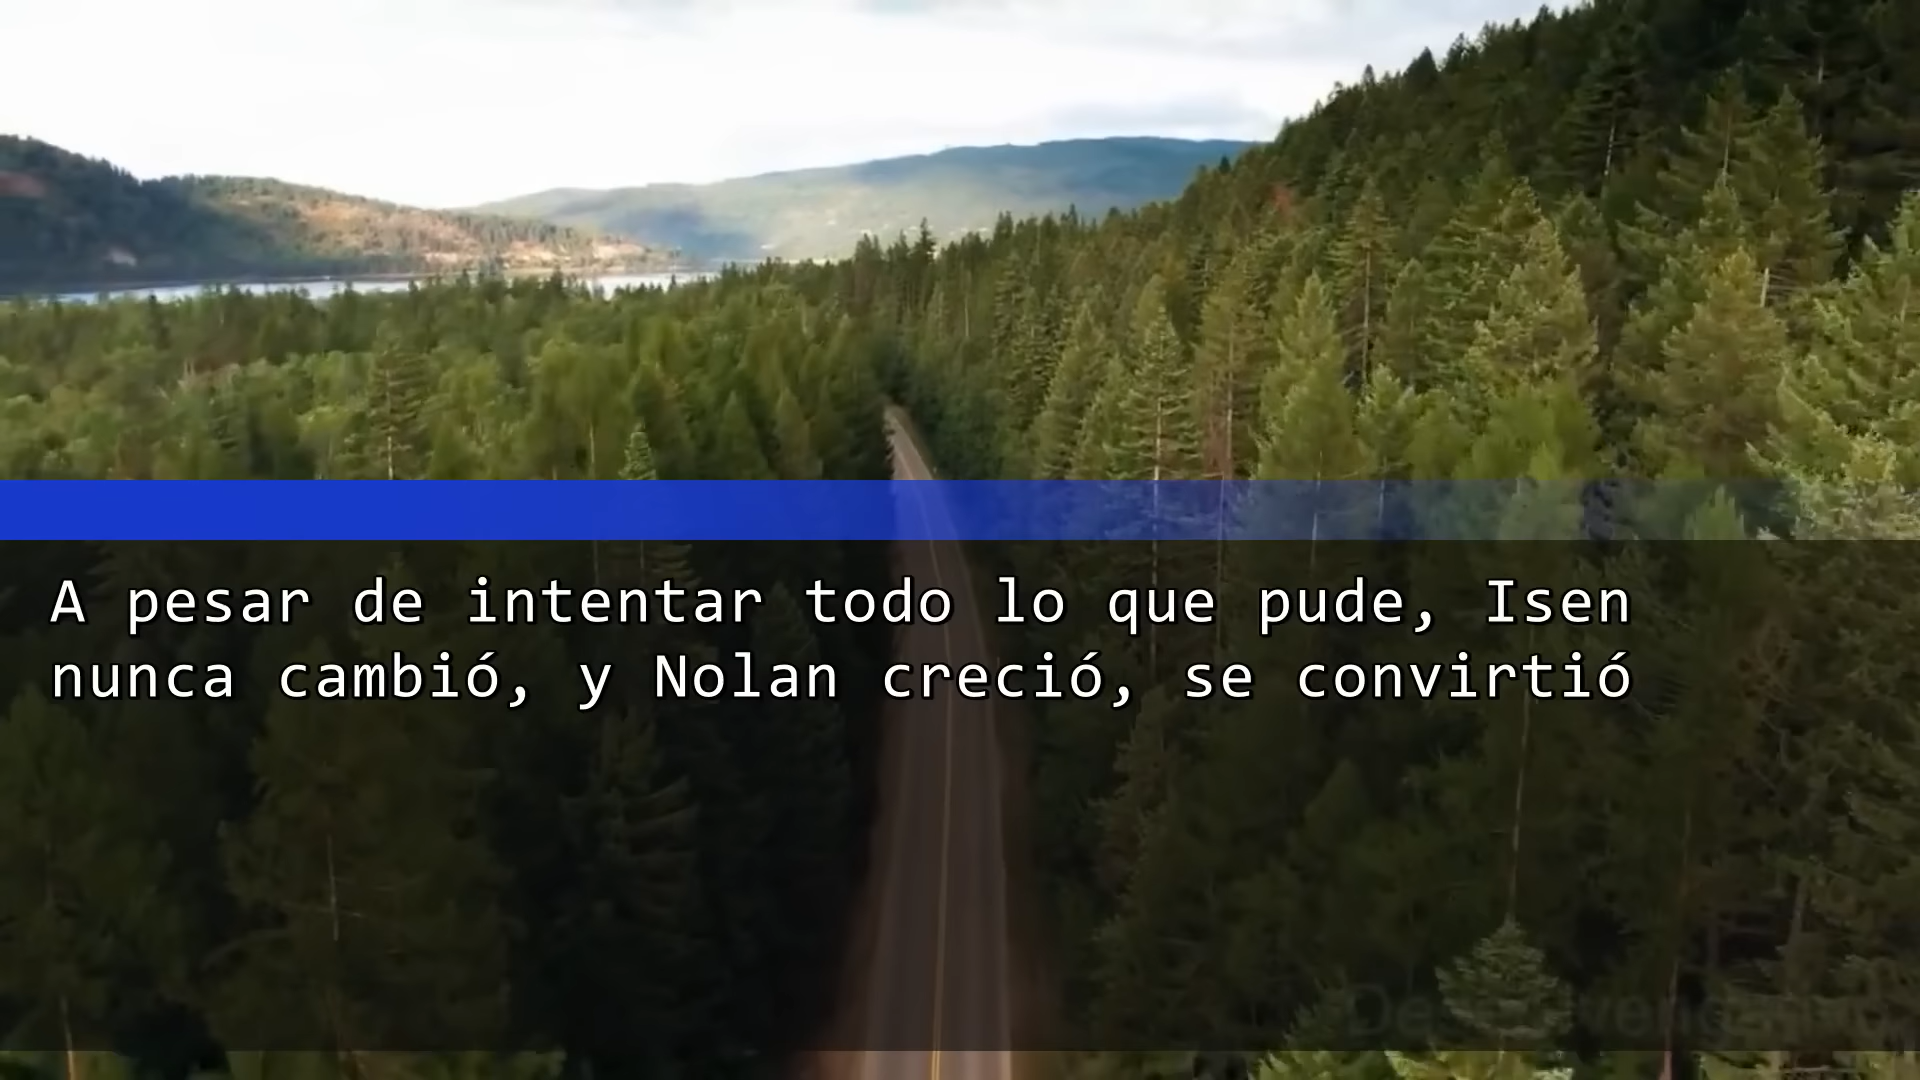 A pesar de intentar todo lo que pude, Isen
nunca cambió, y Nolan creció, se convirtió